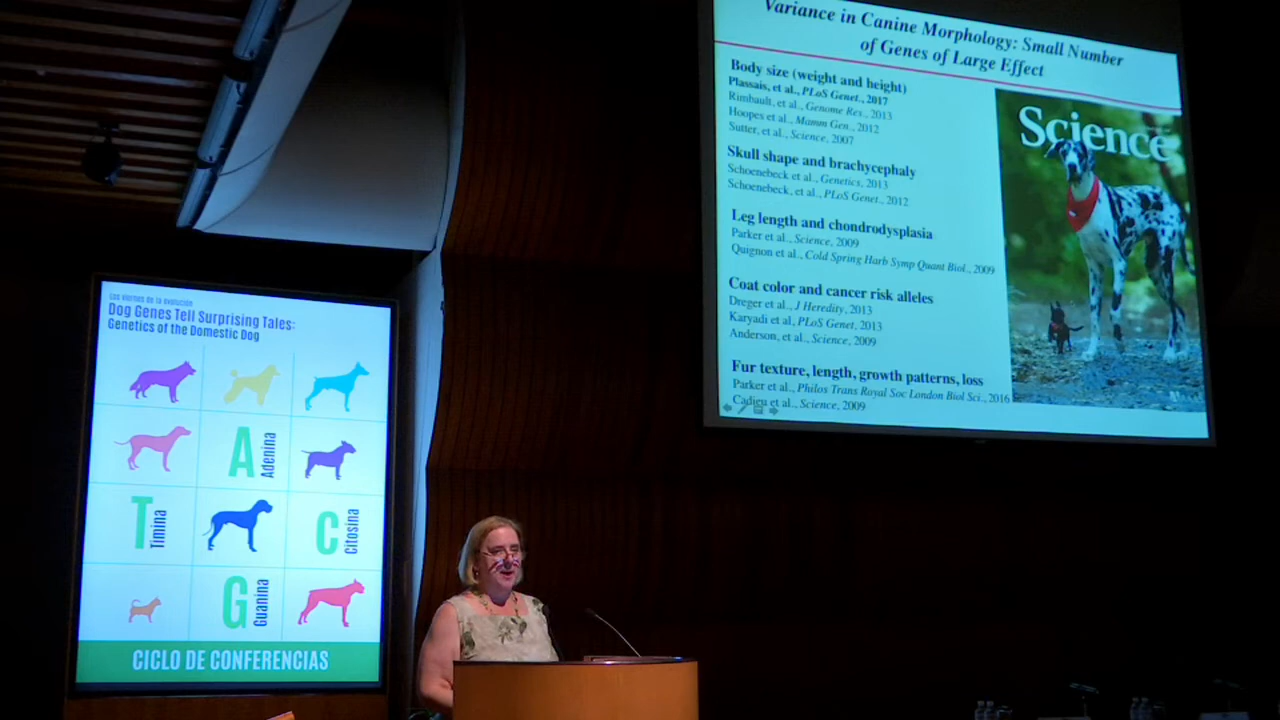 Los viernes de la evolución
Dog Genes Tell Surprising Tales:
Genetics of the Domestic Dog
A
Adenina
T
Timina
C
Citosina
G
Guanina
CICLO DE CONFERENCIAS
Variance in Canine Morphology: Small Number
of Genes of Large Effect
Body size (weight and height)
Plassais, et al., PLoS Genet., 2017
Rimbault, et al., Genome Res., 2013
Hoopes et al., Mamm Gen., 2012
Sutter, et al., Science, 2007
Skull shape and brachycephaly
Schoenebeck et al., Genetics, 2013
Schoenebeck, et al., PLoS Genet., 2012
Leg length and chondrodysplasia
Parker et al., Science, 2009
Quignon et al., Cold Spring Harb Symp Quant Biol., 2009
Coat color and cancer risk alleles
Dreger et al., J Heredity, 2013
Karyadi et al, PLoS Genet, 2013
Anderson, et al., Science, 2009
Fur texture, length, growth patterns, loss
Parker et al., Philos Trans Royal Soc London Biol Sci., 2016
Cadieu et al., Science, 2009
Science